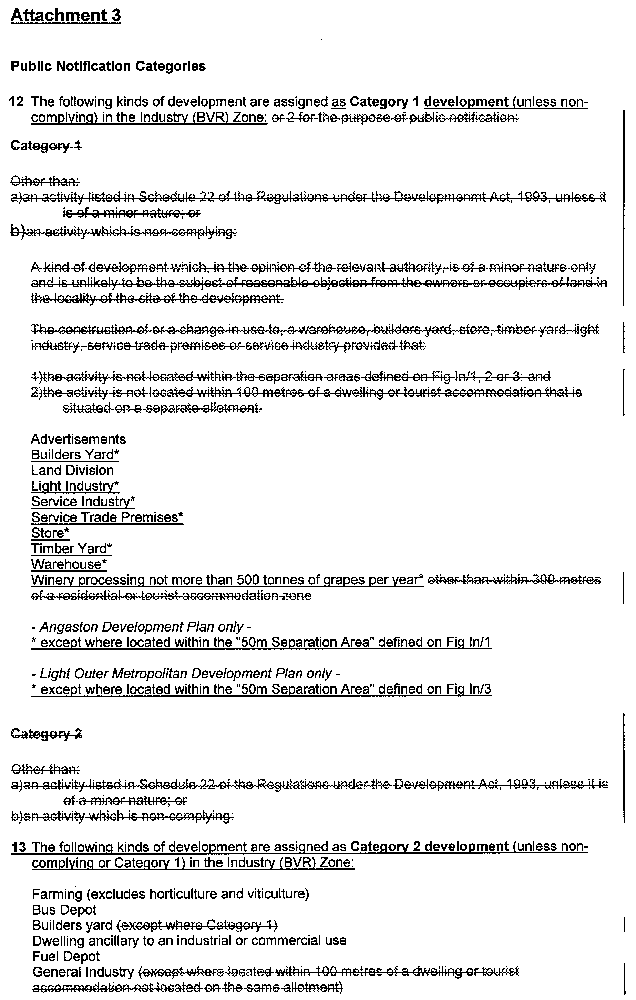 Attachment 3
Public Notification Categories
12 The following kinds of development are assigned as Category 1 development (unless non-
complying) in the Industry (BVR) Zone: or 2 for the purpose of public notification:
Category 1
Other than:
a)an activity listed in Schedule 22 of the Regulations under the Developmenmt Act, 1993, unless it
is of a minor nature; or
b)an activity which is non-complying:
A kind of development which, in the opinion of the relevant authority, is of a minor nature only
and is unlikely to be the subject of reasonable objection from the owners or occupiers of land in
the locality of the site of the development.
The construction of or a change in use to, a warehouse, builders yard, store, timber yard, light
industry, service trade premises or service industry provided that:
1)the activity is not located within the separation areas defined on Fig In/1, 2 or 3; and
2)the activity is not located within 100 metres of a dwelling or tourist accommodation that is
situated on a separate allotment.
Advertisements
Builders Yard*
Land Division
Light Industry*
Service Industry*
Service Trade Premises*
Store*
Timber Yard*
Warehouse*
Winery processing not more than 500 tonnes of grapes per year* other than within 300 metres
of a residential or tourist accommodation zone
- Angaston Development Plan only -
* except where located within the "50m Separation Area" defined on Fig In/1
- Light Outer Metropolitan Development Plan only -
* except where located within the "50m Separation Area" defined on Fig In/3
Category 2
Other than:
a)an activity listed in Schedule 22 of the Regulations under the Development Act, 1993, unless it is
of a minor nature; or
b)an activity which is non-complying:
13 The following kinds of development are assigned as Category 2 development (unless non-
complying or Category 1) in the Industry (BVR) Zone:
Farming (excludes horticulture and viticulture)
Bus Depot
Builders yard (except where Category 1)
Dwelling ancillary to an industrial or commercial use
Fuel Depot
General Industry (except where located within 100 metres of a dwelling or tourist
accommodation not located on the same allotment)